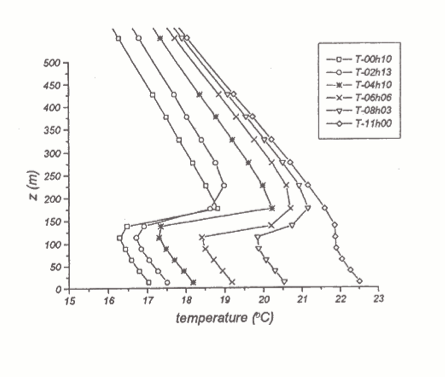 500
450
400
350
300
250
200
150
100
50
0
z (m)
15 16 17 18 19 20 21 22 23
temperature (ºC)
T-00h10
T-02h13
T-04h10
T-06h06
T-08h03
T-11h00